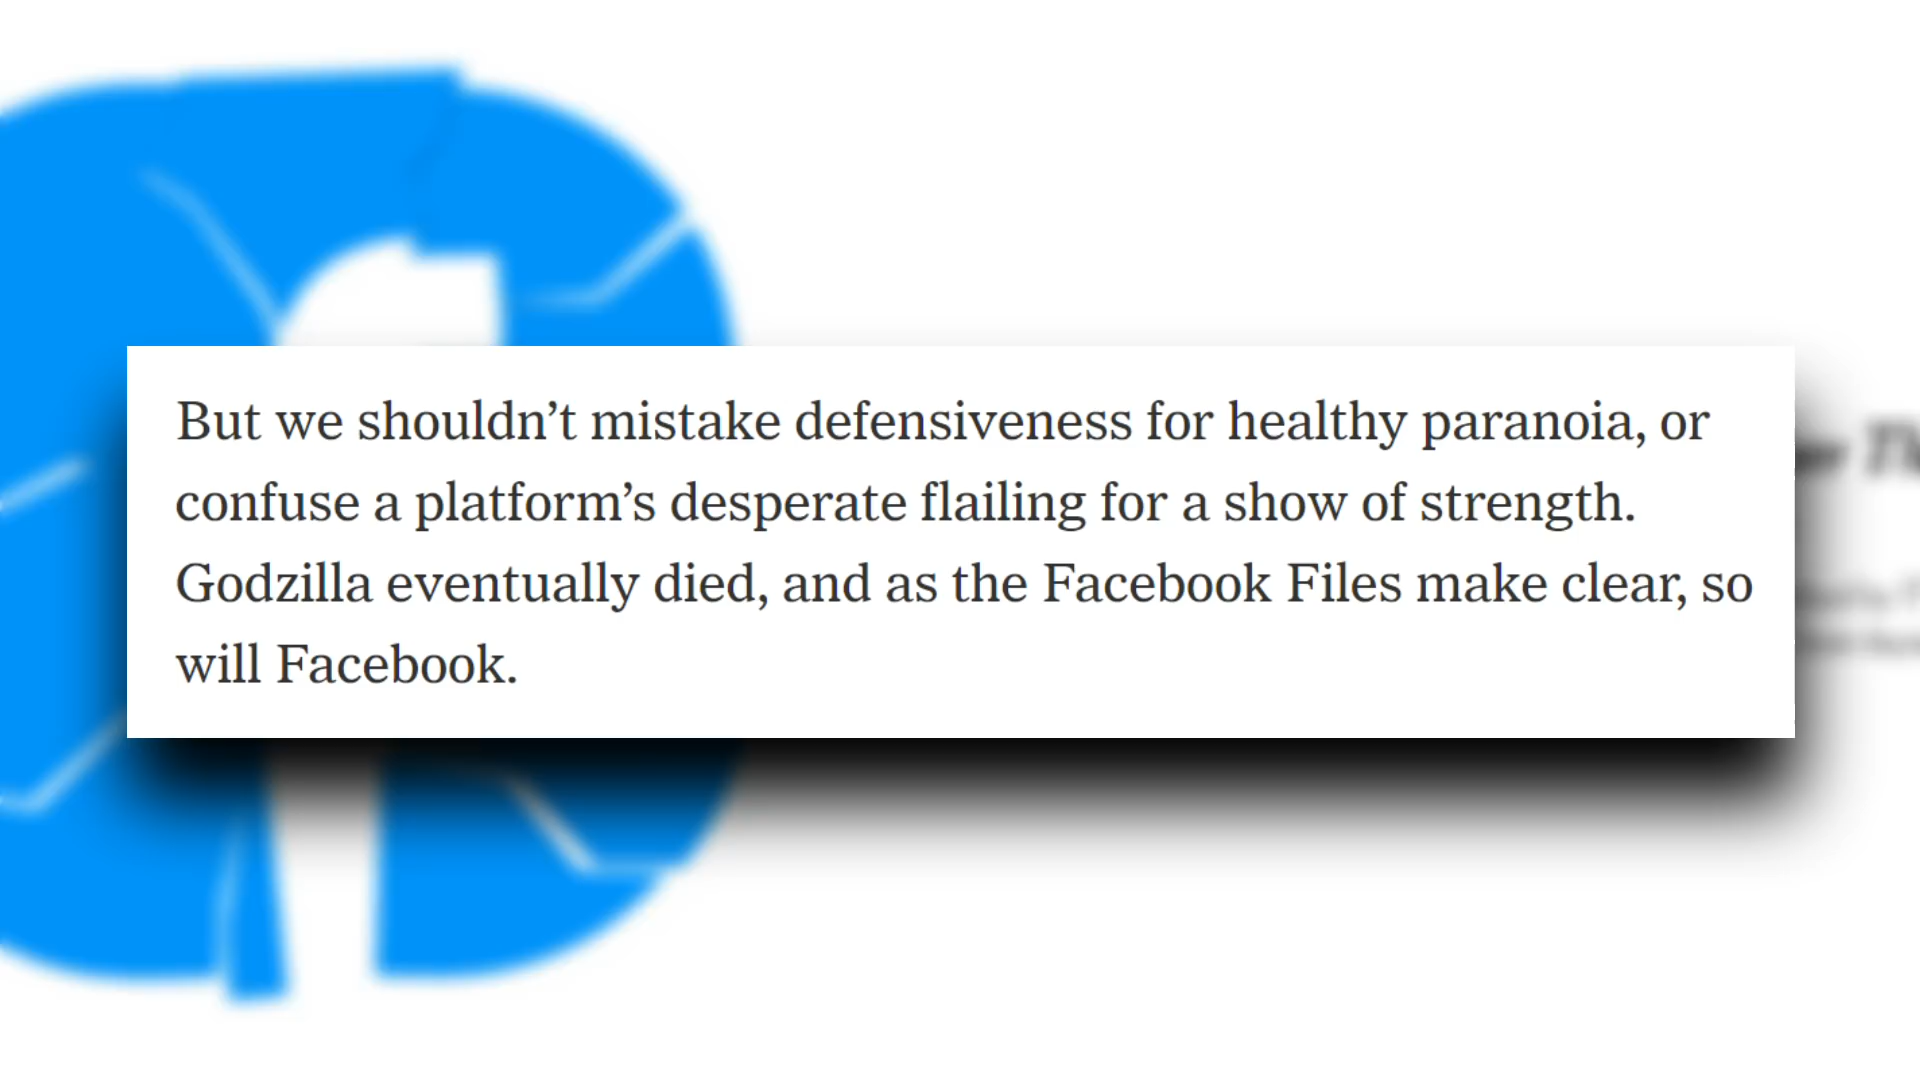 But we shouldn’t mistake defensiveness for healthy paranoia, or
confuse a platform’s desperate flailing for a show of strength.
Godzilla eventually died, and as the Facebook Files make clear, so
will Facebook.